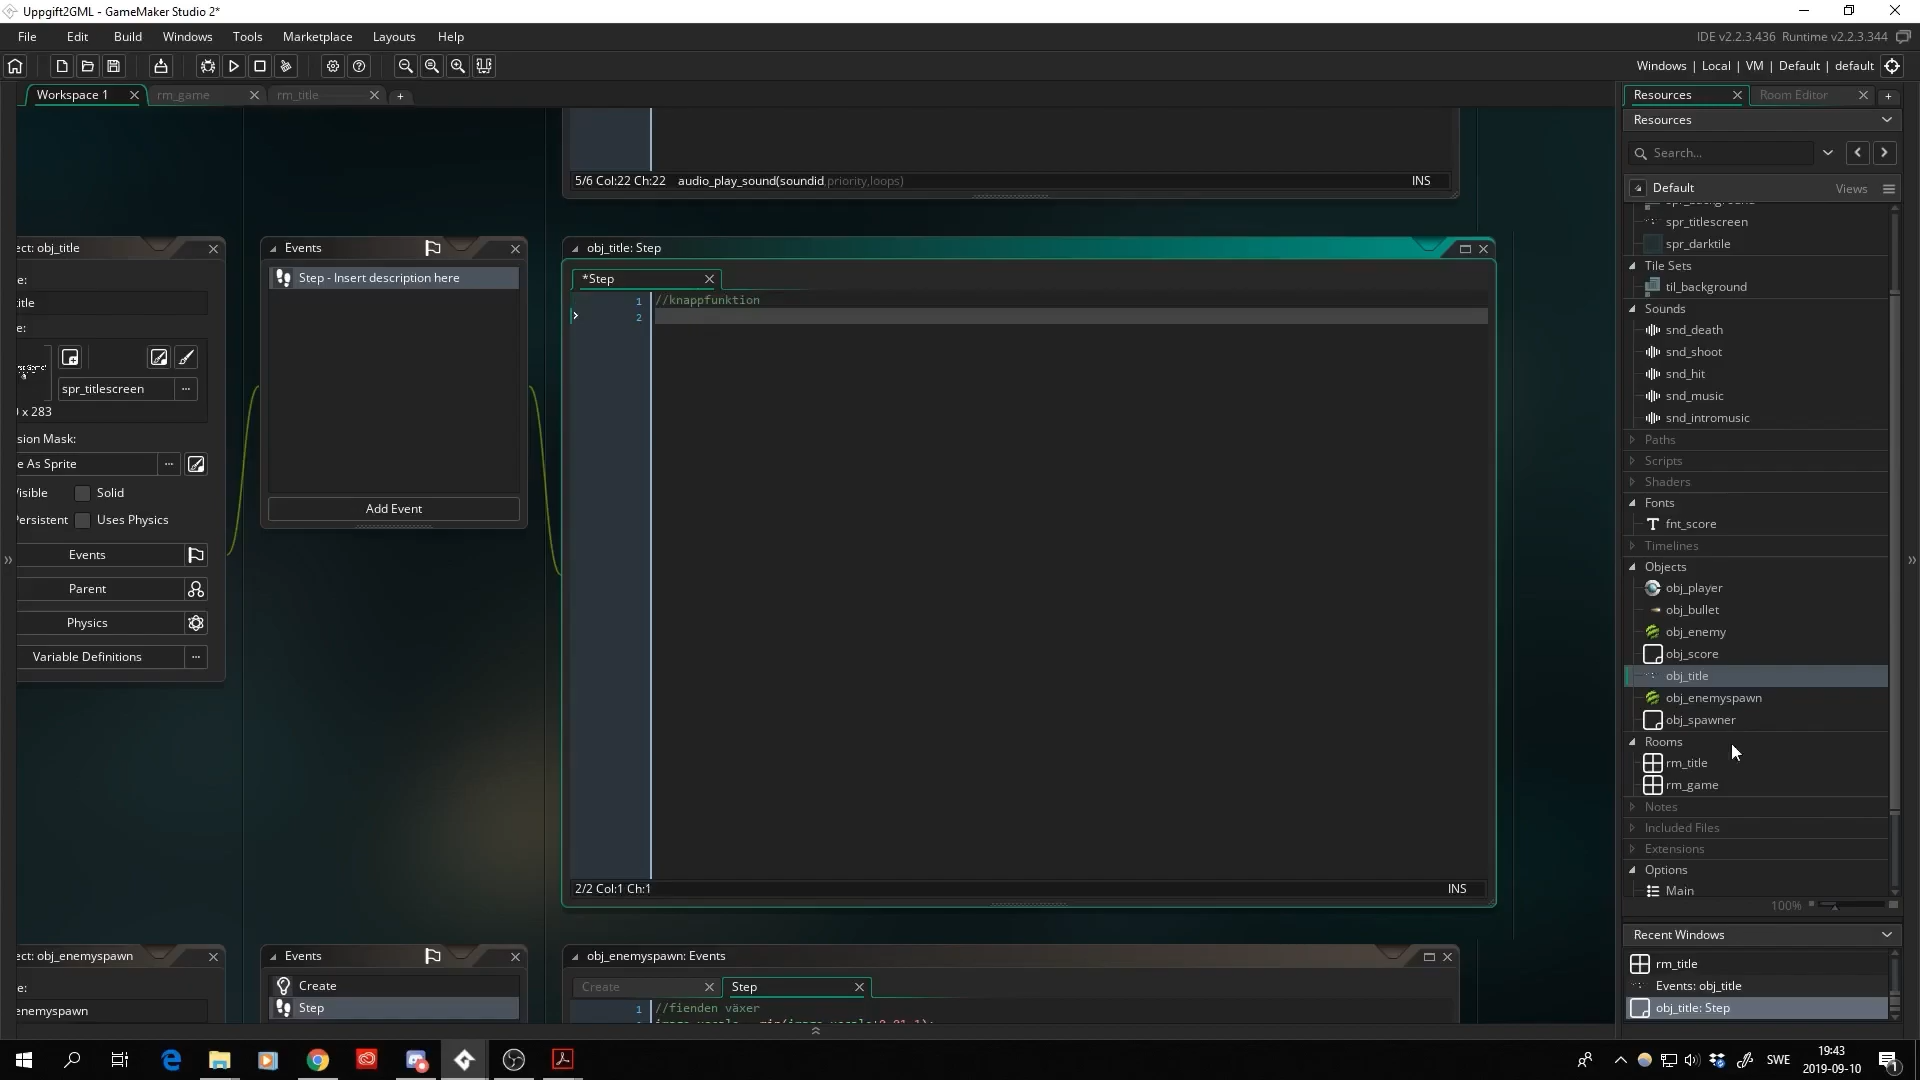 Uppgift2GML - GameMaker Studio 2*
File Edit Build Windows Tools Marketplace Layouts Help
IDE v2.2.3.436 Runtime v2.2.3.344
Windows | Local | VM | Default | default
Workspace 1
rm_game
rm_title
5/6 Col:22 Ch:22 audio_play_sound(soundid,priority,loops)
INS
ect: obj_title
e:
title
e:
spr_titlescreen
0 x 283
sion Mask:
e As Sprite
Visible Solid
Persistent Uses Physics
Events
Parent
Physics
Variable Definitions
Events
Step - Insert description here
Add Event
obj_title: Step
*Step
1 //knappfunktion
2
2/2 Col:1 Ch:1
INS
ect: obj_enemyspawn
e:
enemyspawn
Events
Create
Step
obj_enemyspawn: Events
Create
Step
1 //fienden växer
Resources
Room Editor
Resources
Search...
Default
Views
spr_background
spr_titlescreen
spr_darktile
Tile Sets
til_background
Sounds
snd_death
snd_shoot
snd_hit
snd_music
snd_intromusic
Paths
Scripts
Shaders
Fonts
fnt_score
Timelines
Objects
obj_player
obj_bullet
obj_enemy
obj_score
obj_title
obj_enemyspawn
obj_spawner
Rooms
rm_title
rm_game
Notes
Included Files
Extensions
Options
Main
100%
Recent Windows
rm_title
Events: obj_title
obj_title: Step
SWE
19:43
2019-09-10
1